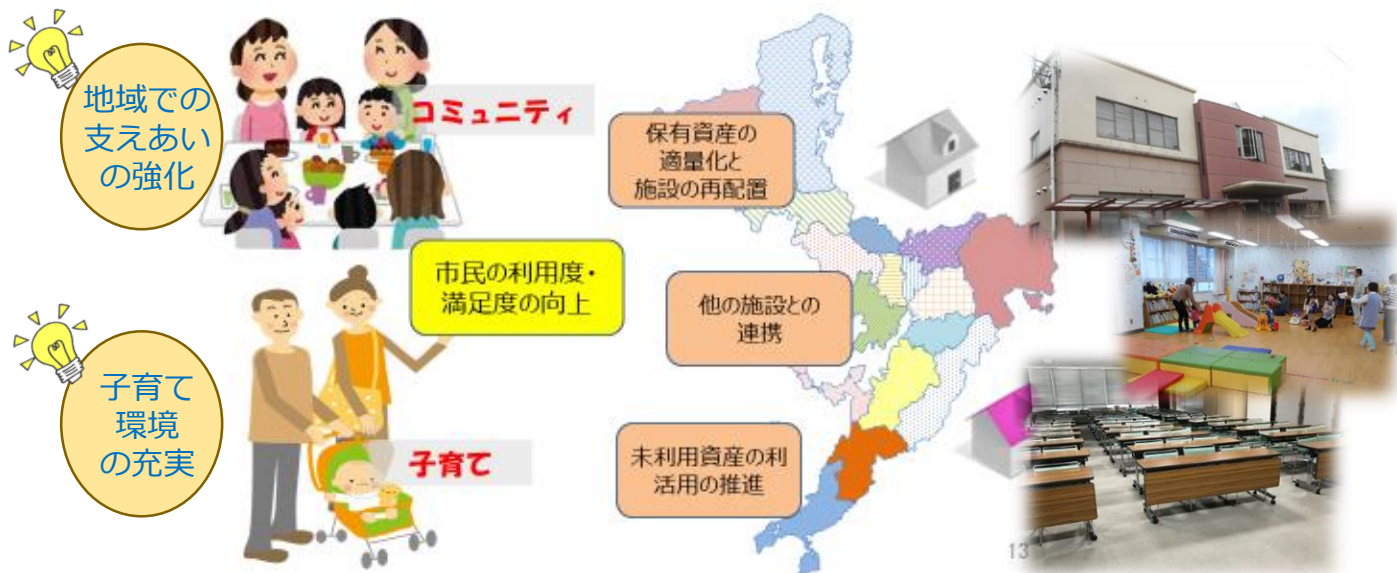 地域での
支えあい
の強化
コミュニティ
保有資産の
適量化と
施設の再配置
市民の利用度・
満足度の向上
他の施設との
連携
子育て
環境
の充実
子育て
未利用資産の利
活用の推進
13